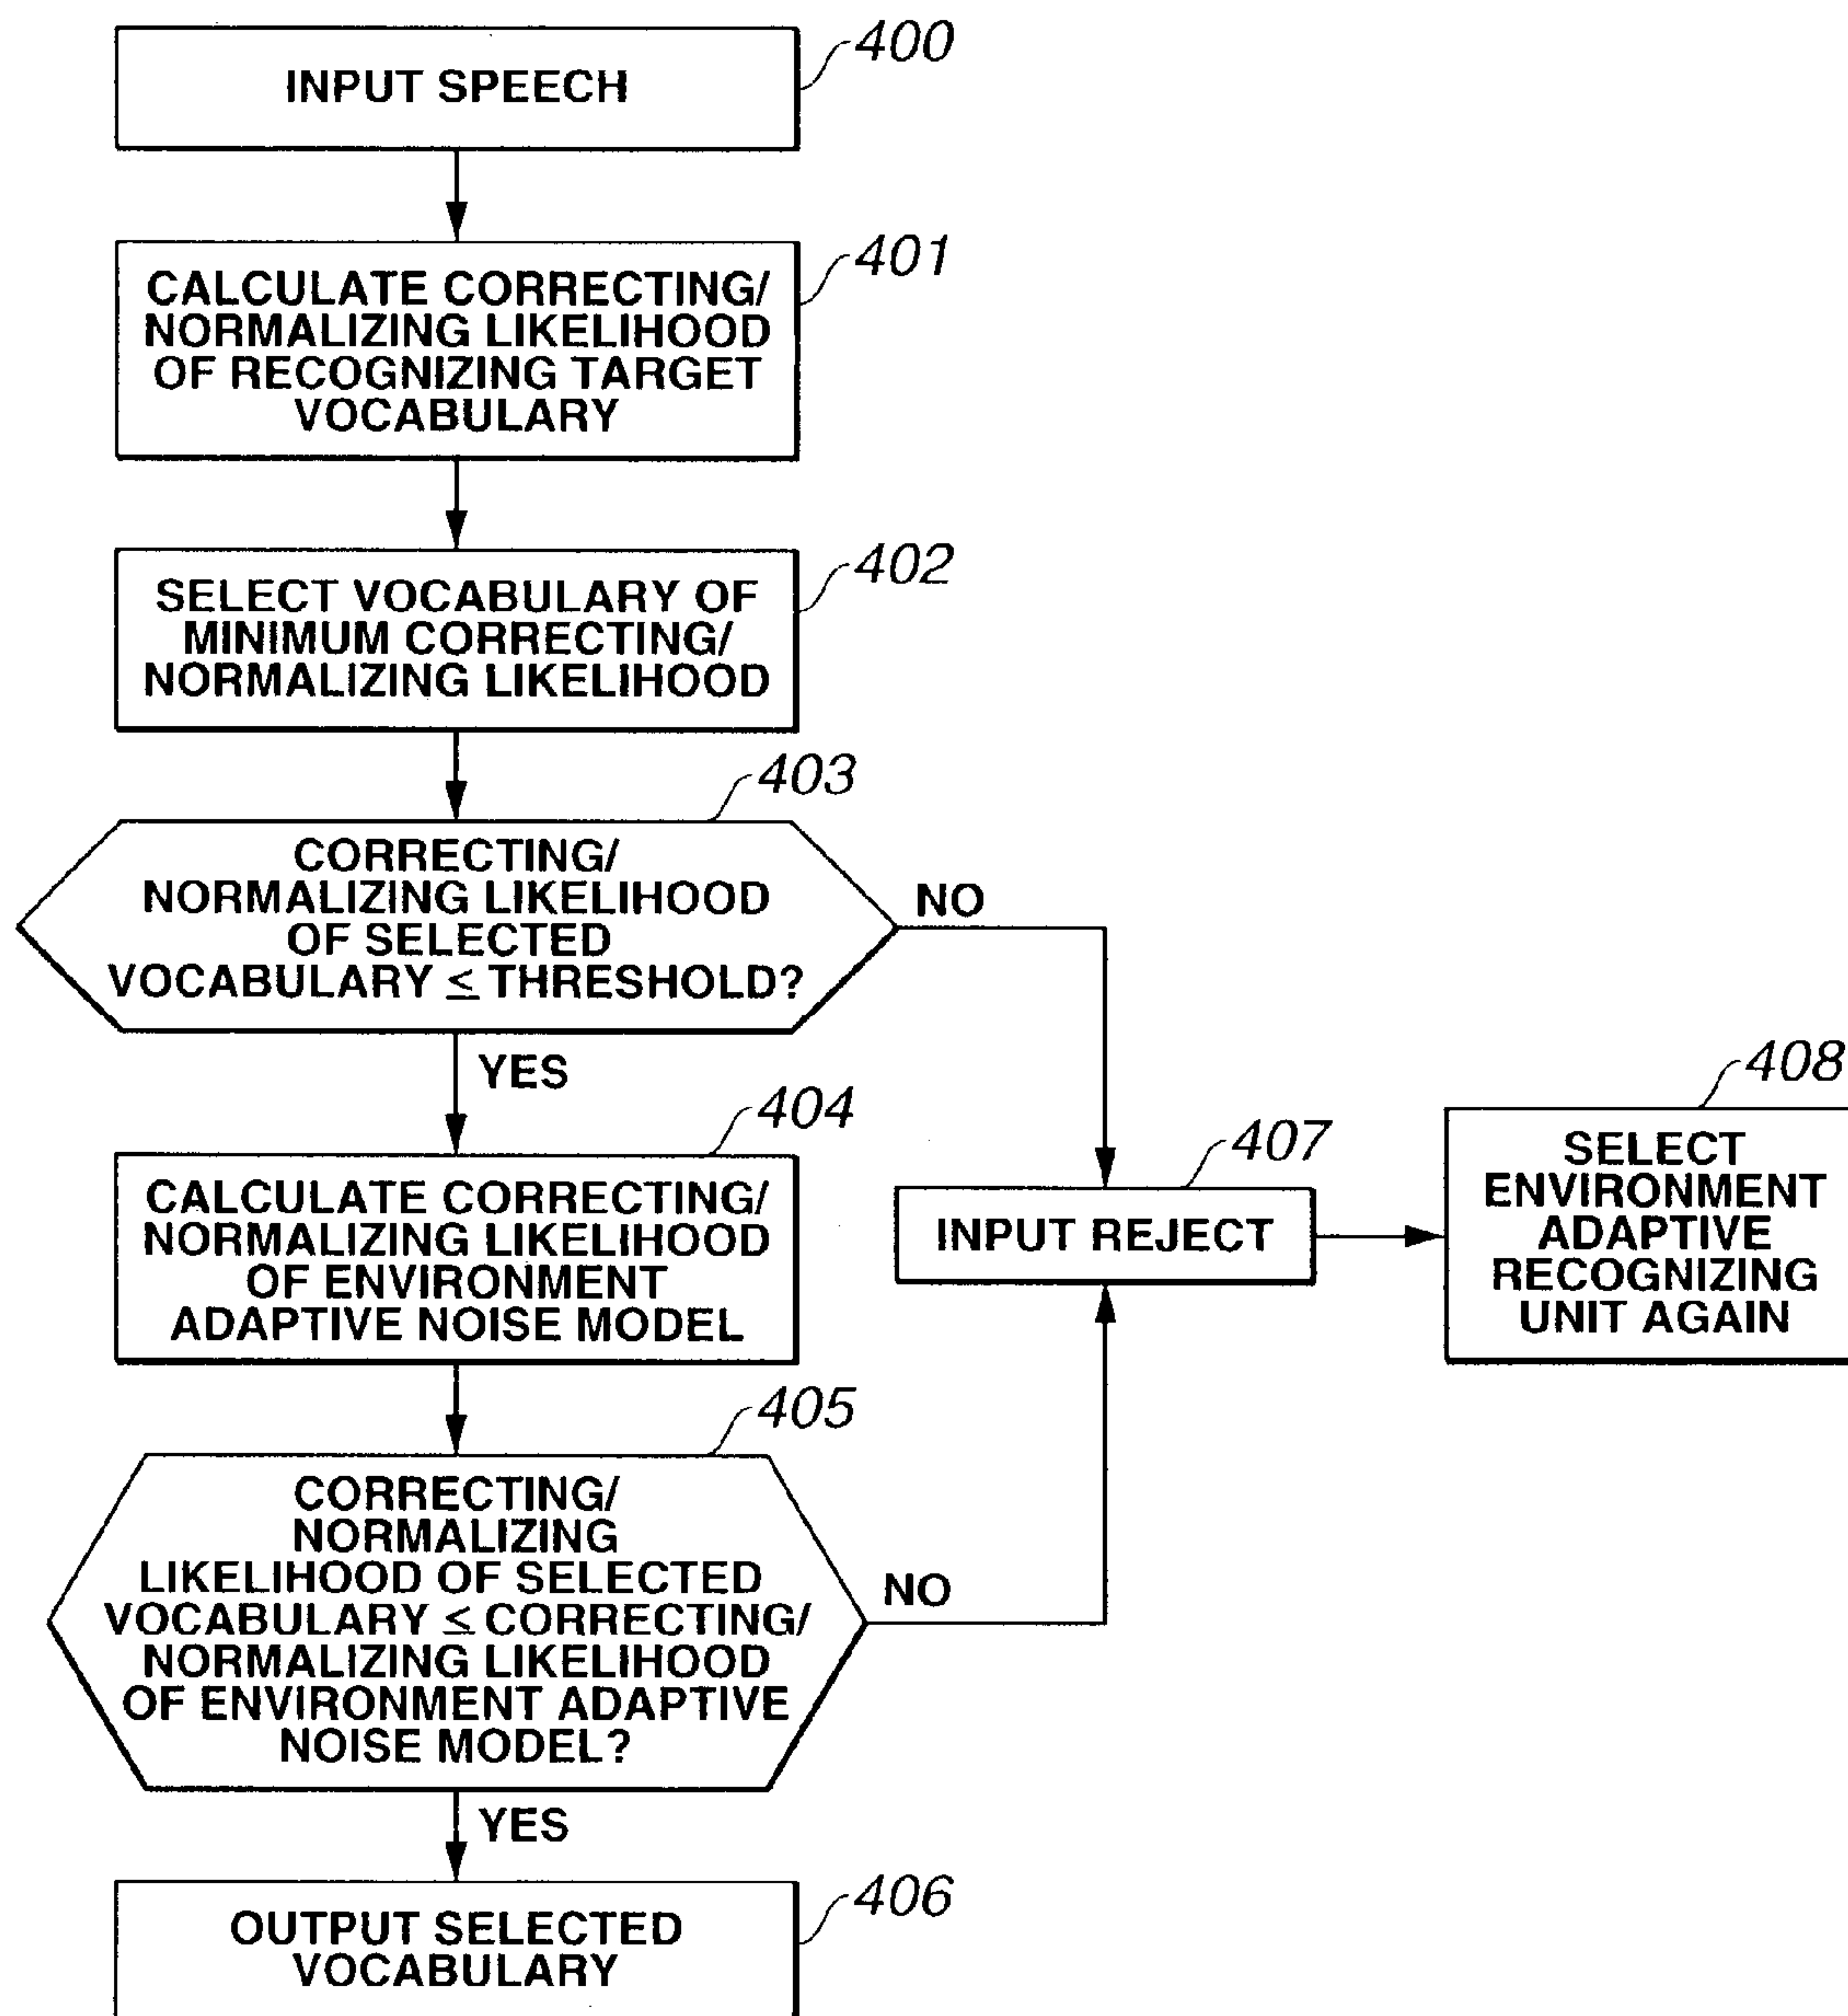 400
INPUT SPEECH
401
CALCULATE CORRECTING/
NORMALIZING LIKELIHOOD
OF RECOGNIZING TARGET
VOCABULARY
402
SELECT VOCABULARY OF
MINIMUM CORRECTING/
NORMALIZING LIKELIHOOD
403
CORRECTING/
NORMALIZING LIKELIHOOD
OF SELECTED
VOCABULARY ≤ THRESHOLD?
NO
YES
404
CALCULATE CORRECTING/
NORMALIZING LIKELIHOOD
OF ENVIRONMENT
ADAPTIVE NOISE MODEL
407
INPUT REJECT
408
SELECT
ENVIRONMENT
ADAPTIVE
RECOGNIZING
UNIT AGAIN
405
CORRECTING/
NORMALIZING
LIKELIHOOD OF SELECTED
VOCABULARY ≤ CORRECTING/
NORMALIZING LIKELIHOOD
OF ENVIRONMENT ADAPTIVE
NOISE MODEL?
NO
YES
406
OUTPUT SELECTED
VOCABULARY